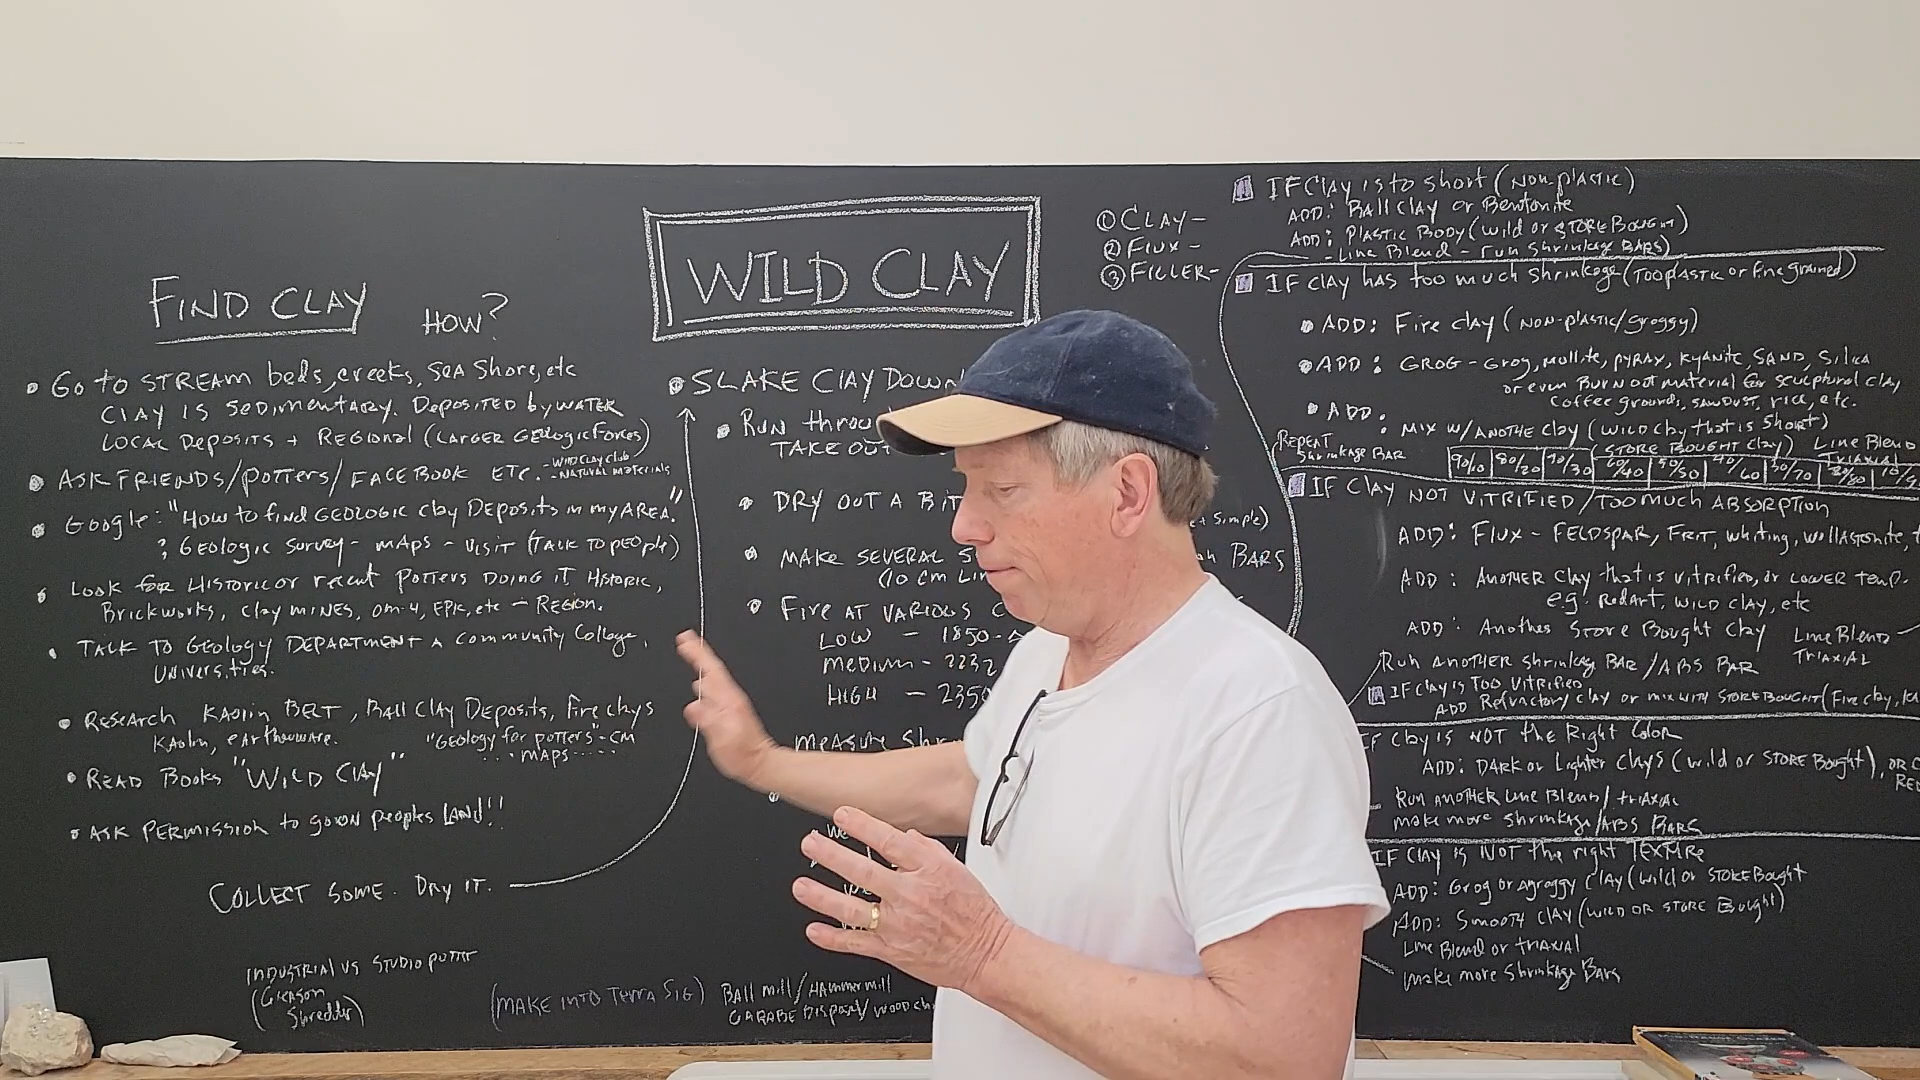 FIND CLAY
HOW?
• Go to STREAM beds, creeks, Sea Shore, etc
CLAY IS SEDIMENTARY. DEPOSITED by WATER
LOCAL DEPOSITS + REGIONAL (LARGER GEOLOGIC FORCES)
• ASK FRIENDS/POTTERS/FACEBOOK ETC. - WILD CLAY CLUB
- NATURAL MATERIALS
• Google: "How to find GEOLOGIC Clay Deposits in my AREA."
? GEOLOGIC SURVEY - MAPS - VISIT (TALK TO PEOPLE)
• LOOK for HISTORIC or recent POTTERS DOING IT, HISTORIC,
Brickworks, Clay MINES, OM-4, EPK, etc - REGION.
• TALK TO GEOLOGY DEPARTMENT A Community College,
Universities.
• RESEARCH KAOLIN BELT, Ball Clay Deposits, fire clays
KAOLIN, earthenware.
"GEOLOGY for POTTERS" - CM
... MAPS .....
• READ BOOKS "WILD CLAY"
• ASK PERMISSION to go on peoples LAND!!
COLLECT SOME. DRY IT.
INDUSTRIAL VS STUDIO POTTER
(Gleason
Shredder)
(MAKE INTO TERRA SIG)
WILD CLAY
• SLAKE CLAY DOWN
• RUN
TAKE OUT
• DRY OUT A BIT
Simple)
• MAKE SEVERAL
BARS
(10 CM
• FIRE AT VARIOUS
LOW - 1850-
MEDIUM - 2232
HIGH - 2350
MEASURE
BALL MILL/HAMMERMILL
① CLAY-
② FLUX-
③ FILLER-
IF Clay is to short (NON-PLASTIC)
ADD: BALL CLAY or Bentonite
ADD: PLASTIC BODY (wild or STORE BOUGHT)
- Line Blend - run shrinkage BARS)
IF clay HAS too much shrinkage (TOO PLASTIC or fine grained)
• ADD: Fire clay (NON-PLASTIC/groggy)
• ADD: GROG - Grog, mullite, pyrax, Kyanite, SAND, Silica
or even Burn out material for sculptural clay,
coffee grounds, SAWDUST, rice, etc.
• ADD: MIX W/ANOTHE clay (wild clay that is SHORT)
STORE BOUGHT Clay) Line Blend
TRIAXIAL
REPEAT
Shrinkage BAR
90/10 80/20 70/30 60/40 50/50 40/60 30/70 20/80 10/9
IF CLAY NOT VITRIFIED/TOO MUCH ABSORPTION
ADD: FLUX - FELDSPAR, FRIT, whiting, wollastonite,
ADD: ANOTHER clay that is vitrified, or LOWER temp.
e.g. Redart, WILD CLAY, etc
ADD: Another STORE BOUGHT Clay
Line Blend
TRIAXIAL
RUN ANOTHER shrinkage BAR/ABS BAR
IF Clay is TOO VITRIFIED
ADD Refractory clay or mix with STORE BOUGHT (Fire clay,
IF Clay is NOT the Right Color
ADD: DARK or Lighter clays (wild or STORE Bought), OR
RUN ANOTHER Line Blend/triaxial
make more shrinkage/ABS BARS
IF Clay is NOT the right TEXTURE
ADD: Grog or A groggy clay (wild or STORE Bought
ADD: Smooth clay (WILD OR STORE Bought)
Line Blend or triaxial
make more shrinkage Bars